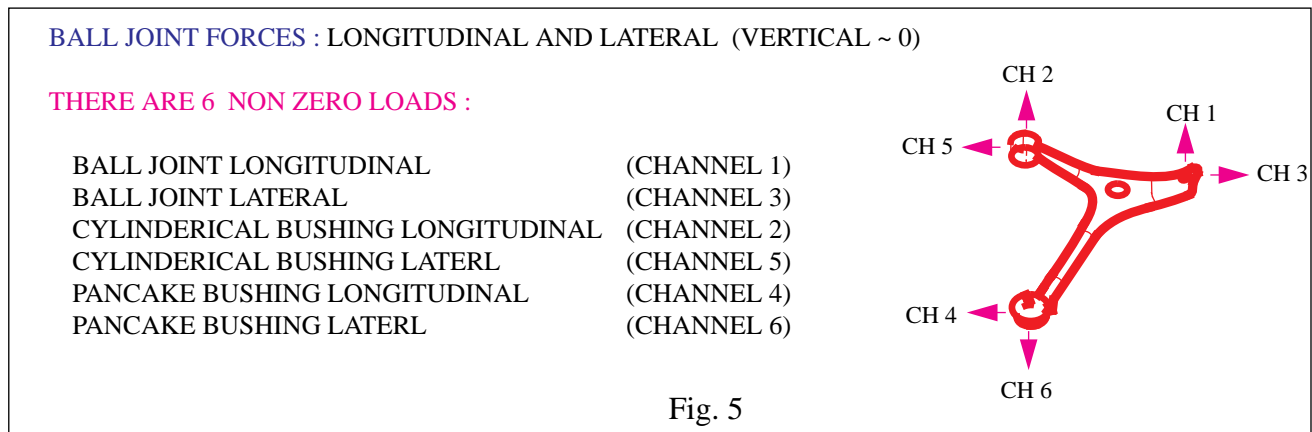 BALL JOINT FORCES : LONGITUDINAL AND LATERAL (VERTICAL ~ 0)
THERE ARE 6 NON ZERO LOADS :
BALL JOINT LONGITUDINAL (CHANNEL 1)
BALL JOINT LATERAL (CHANNEL 3)
CYLINDERICAL BUSHING LONGITUDINAL (CHANNEL 2)
CYLINDERICAL BUSHING LATERL (CHANNEL 5)
PANCAKE BUSHING LONGITUDINAL (CHANNEL 4)
PANCAKE BUSHING LATERL (CHANNEL 6)
CH 2
CH 1
CH 5
CH 3
CH 4
CH 6
Fig. 5